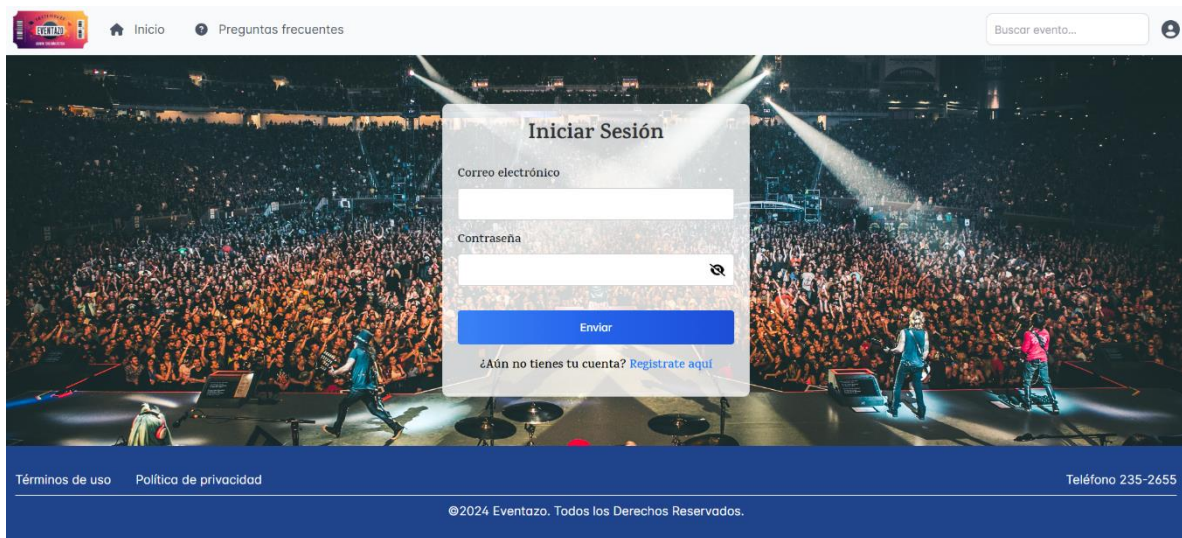 EVENTAZO
Inicio
Preguntas frecuentes
Buscar evento...
Iniciar Sesión
Correo electrónico
Contraseña
Enviar
¿Aún no tienes tu cuenta? Registrate aquí
Términos de uso
Política de privacidad
Teléfono 235-2655
©2024 Eventazo. Todos los Derechos Reservados.